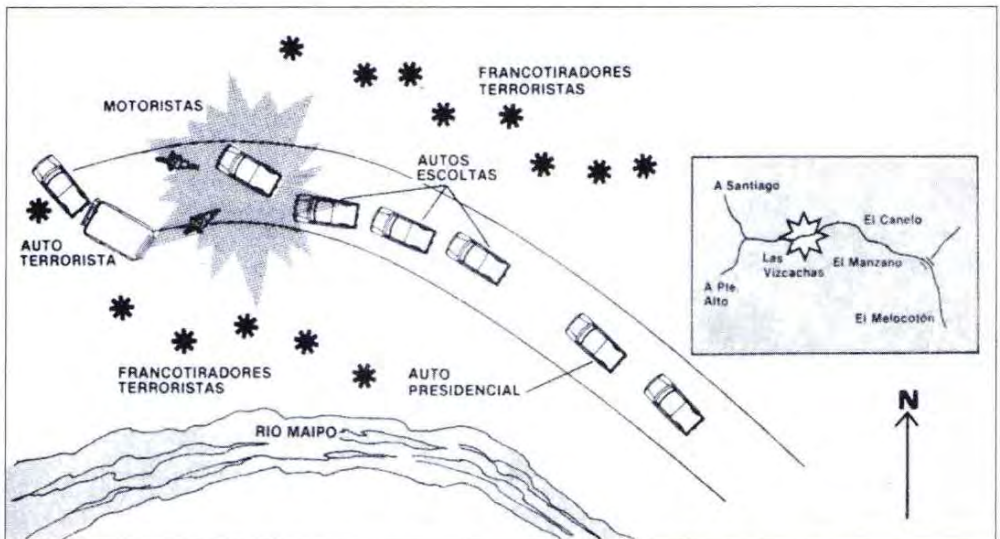 FRANCOTIRADORES
TERRORISTAS
MOTORISTAS
AUTOS
ESCOLTAS
A Santiago
El Canelo
Las
Vizcachas
El Manzano
A Pte.
Alto
El Melocotón
AUTO
TERRORISTA
FRANCOTIRADORES
TERRORISTAS
AUTO
PRESIDENCIAL
N
RIO MAIPO